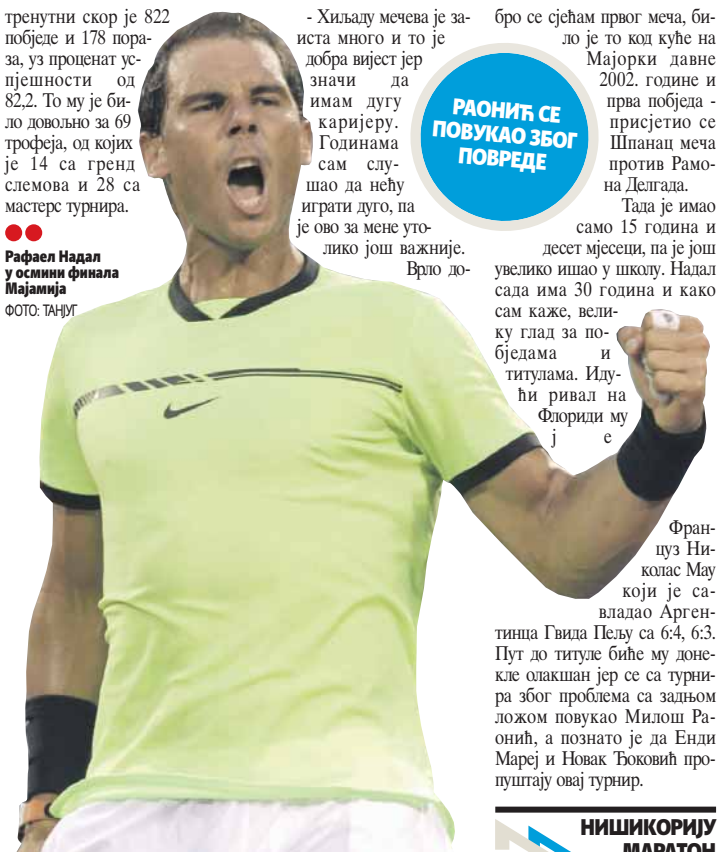 тренутни скор је 822
побједе и 178 пора-
за, уз проценат ус-
пјешности од
82,2. То му је би-
ло довољно за 69
трофеја, од којих
је 14 са гренд
слемова и 28 са
мастерс турнира.
Рафаел Надал
у осмини финала
Мајамија
ФОТО: ТАНЈУГ
- Хиљаду мечева је за-
иста много и то је
добра вијест јер
значи да
имам дугу
каријеру.
Годинама
сам слу-
шао да нећу
играти дуго, па
је ово за мене уто-
лико још важније.
Врло до-
РАОНИЋ СЕ
ПОВУКАО ЗБОГ
ПОВРЕДЕ
бро се сјећам првог меча, би-
ло је то код куће на
Мајорки давне
2002. године и
прва побједа -
присјетио се
Шпанац меча
против Рамо-
на Делгада.
Тада је имао
само 15 година и
десет мјесеци, па је још
увелико ишао у школу. Надал
сада има 30 година и како
сам каже, вели-
ку глад за по-
бједама и
титулама. Иду-
ћи ривал на
Флориди му
је
Фран-
цуз Ни-
колас Мау
који је са-
владао Арген-
тинца Гвида Пељу са 6:4, 6:3.
Пут до титуле биће му доне-
кле олакшан јер се са турни-
ра због проблема са задњом
ложом повукао Милош Ра-
онић, а познато је да Енди
Мареј и Новак Ђоковић про-
пуштају овај турнир.
НИШИКОРИЈУ
МАРАТОН